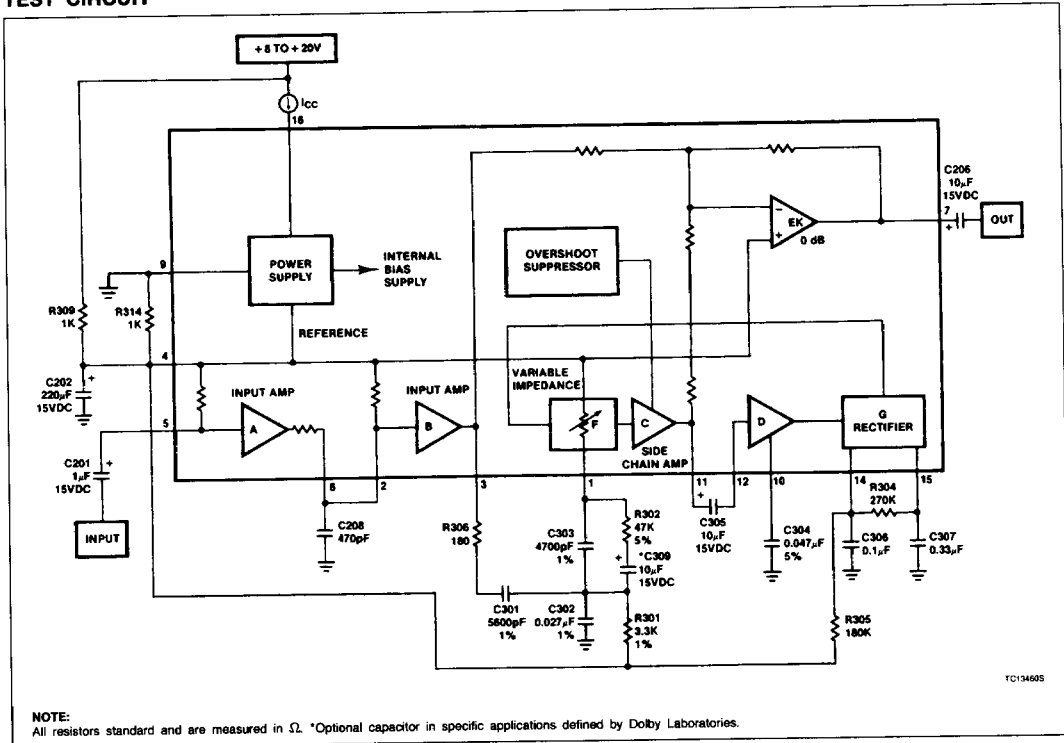 TEST CIRCUIT
+8 TO +20V
ICC
16
C206
10µF
15VDC
7
+
OUT
−
EK
+
0 dB
9
POWER
SUPPLY
INTERNAL
BIAS
SUPPLY
OVERSHOOT
SUPPRESSOR
R309
1K
R314
1K
REFERENCE
4
C202
220µF
15VDC
+
INPUT AMP
A
5
INPUT AMP
B
VARIABLE
IMPEDANCE
F
C
SIDE
CHAIN AMP
D
G
RECTIFIER
C201
1µF
15VDC
+
INPUT
2
3
1
11
12
10
14
15
C208
470pF
R306
180
C303
4700pF
1%
R302
47K
5%
+
*C309
10µF
15VDC
+
C305
10µF
15VDC
C304
0.047µF
5%
R304
270K
C306
0.1µF
C307
0.33µF
C301
5600pF
1%
C302
0.027µF
1%
R301
3.3K
1%
R305
180K
TC13460S
NOTE:
All resistors standard and are measured in Ω. *Optional capacitor in specific applications defined by Dolby Laboratories.